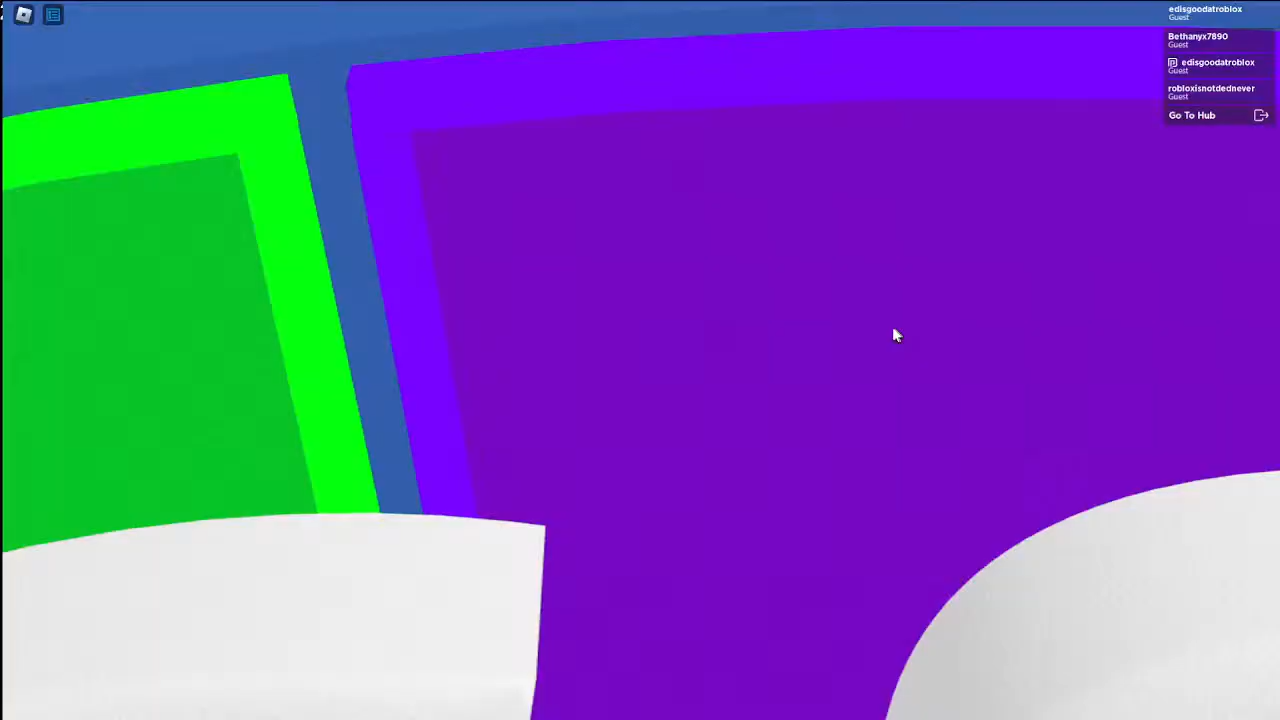 edisgoodatroblox
Guest
Bethanyx7890
Guest
edisgoodatroblox
Guest
robloxisnotdednever
Guest
Go To Hub